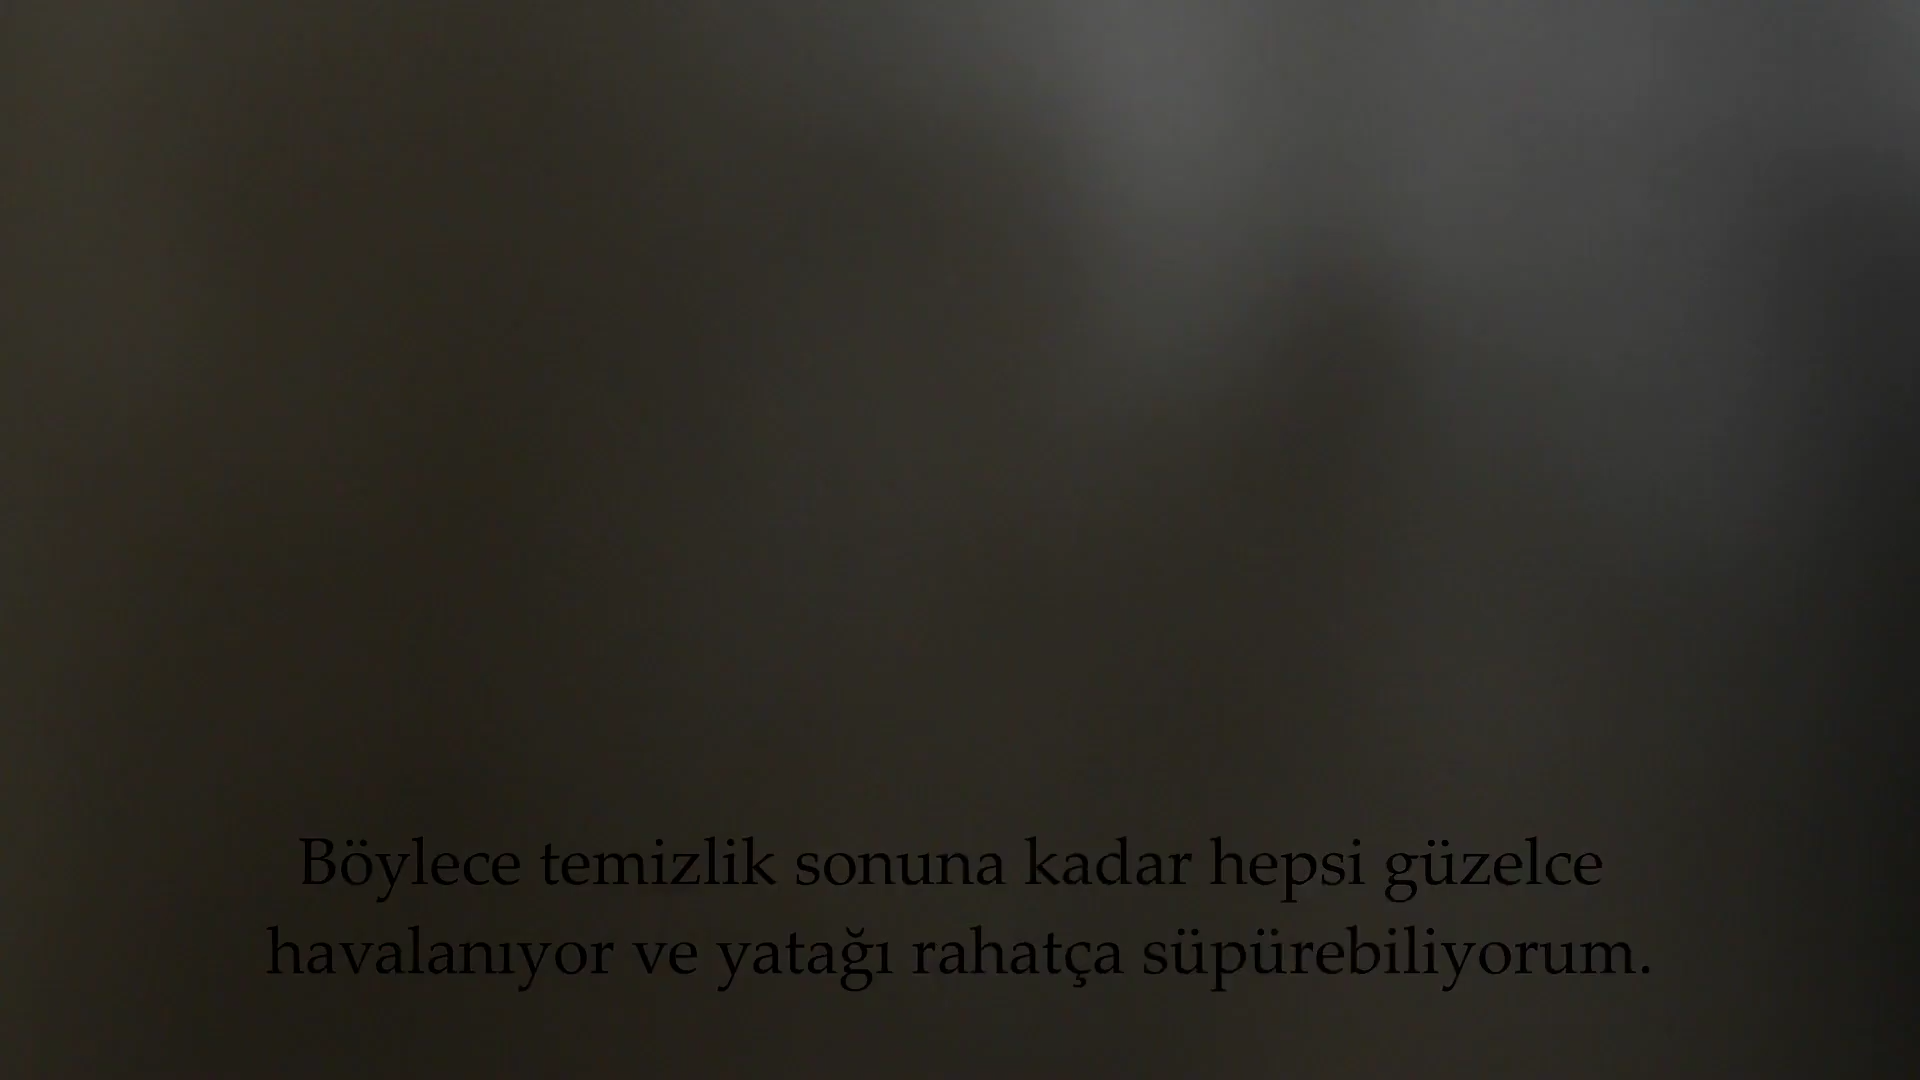 Böylece temizlik sonuna kadar hepsi güzelce
havalanıyor ve yatağı rahatça süpürebiliyorum.